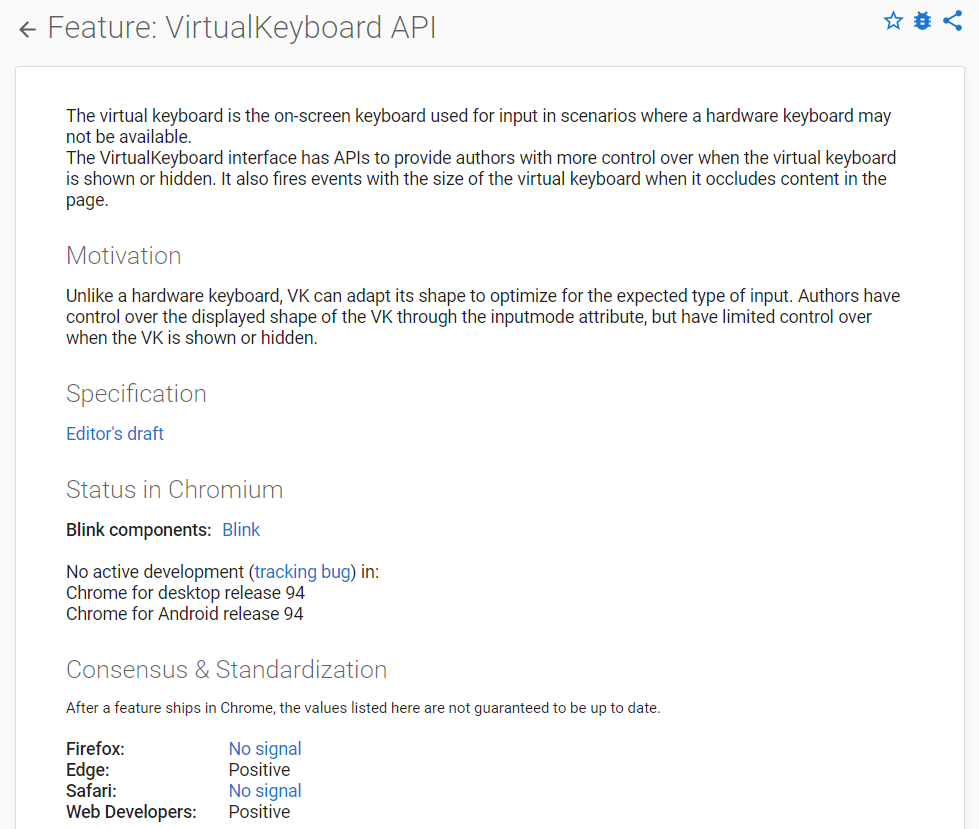 Feature: VirtualKeyboard API
The virtual keyboard is the on-screen keyboard used for input in scenarios where a hardware keyboard may
not be available.
The VirtualKeyboard interface has APIs to provide authors with more control over when the virtual keyboard
is shown or hidden. It also fires events with the size of the virtual keyboard when it occludes content in the
page.
Motivation
Unlike a hardware keyboard, VK can adapt its shape to optimize for the expected type of input. Authors have
control over the displayed shape of the VK through the inputmode attribute, but have limited control over
when the VK is shown or hidden.
Specification
Editor's draft
Status in Chromium
Blink components: Blink
No active development (tracking bug) in:
Chrome for desktop release 94
Chrome for Android release 94
Consensus & Standardization
After a feature ships in Chrome, the values listed here are not guaranteed to be up to date.
Firefox: No signal
Edge: Positive
Safari: No signal
Web Developers: Positive